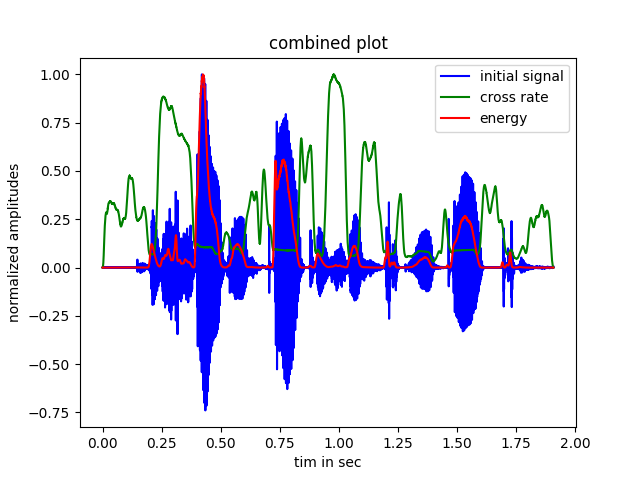 combined plot
1.00
0.75
0.50
0.25
0.00
−0.25
−0.50
−0.75
normalized amplitudes
initial signal
cross rate
energy
0.00 0.25 0.50 0.75 1.00 1.25 1.50 1.75 2.00
tim in sec